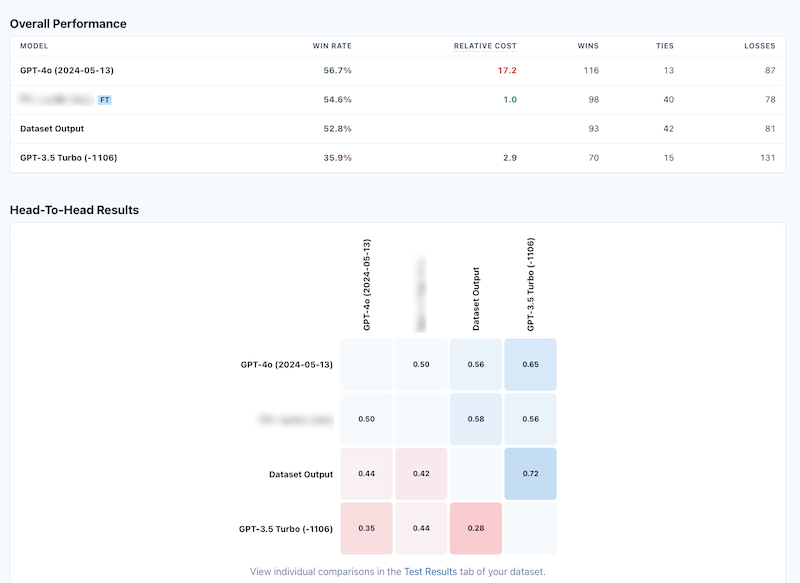 Overall Performance
MODEL WIN RATE RELATIVE COST WINS TIES LOSSES
GPT-4o (2024-05-13) 56.7% 17.2 116 13 87
FT 54.6% 1.0 98 40 78
Dataset Output 52.8% 93 42 81
GPT-3.5 Turbo (-1106) 35.9% 2.9 70 15 131
Head-To-Head Results
GPT-4o (2024-05-13)
Dataset Output
GPT-3.5 Turbo (-1106)
GPT-4o (2024-05-13) 0.50 0.56 0.65
0.50 0.58 0.56
Dataset Output 0.44 0.42 0.72
GPT-3.5 Turbo (-1106) 0.35 0.44 0.28
View individual comparisons in the Test Results tab of your dataset.